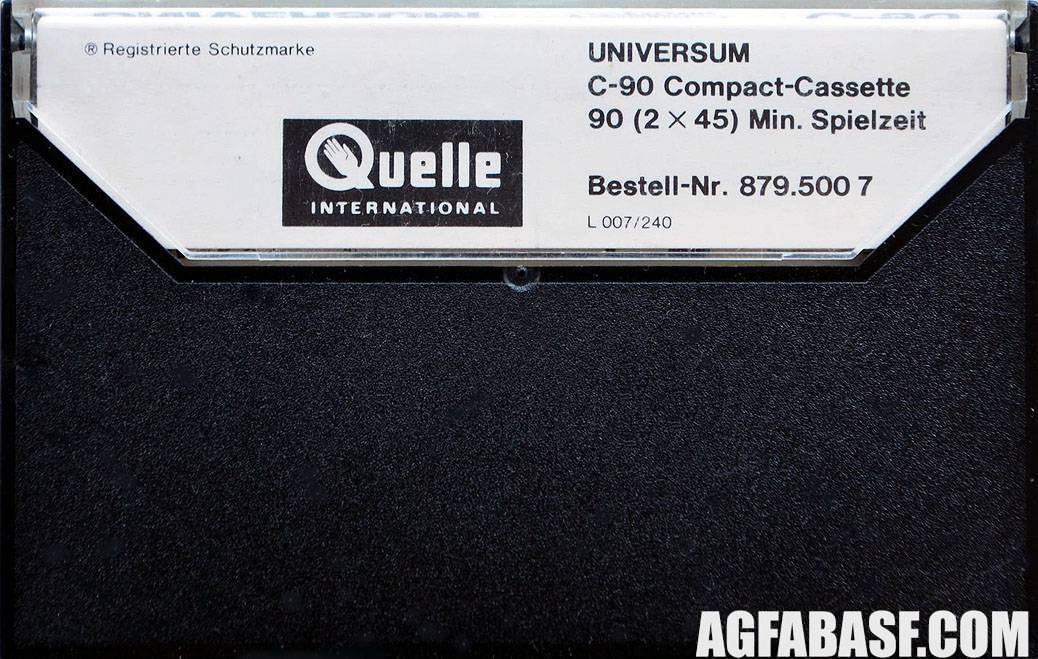 ® Registrierte Schutzmarke
Quelle
INTERNATIONAL
UNIVERSUM
C-90 Compact-Cassette
90 (2 × 45) Min. Spielzeit
Bestell-Nr. 879.500 7
L 007/240
AGFABASF.COM